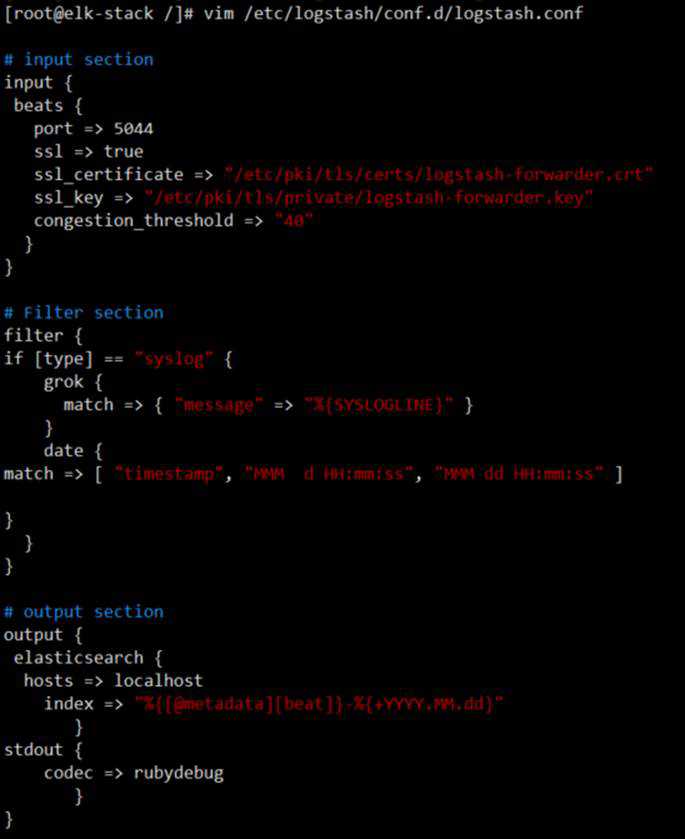 [root@elk-stack /]# vim /etc/logstash/conf.d/logstash.conf
# input section
input {
beats {
port => 5044
ssl => true
ssl_certificate => "/etc/pki/tls/certs/logstash-forwarder.crt"
ssl_key => "/etc/pki/tls/private/logstash-forwarder.key"
congestion_threshold => "40"
}
}
# Filter section
filter {
if [type] == "syslog" {
grok {
match => { "message" => "%{SYSLOGLINE}" }
}
date {
match => [ "timestamp", "MMM  d HH:mm:ss", "MMM dd HH:mm:ss" ]
}
}
}
# output section
output {
elasticsearch {
hosts => localhost
index => "%{[@metadata][beat]}-%{+YYYY.MM.dd}"
}
stdout {
codec => rubydebug
}
}